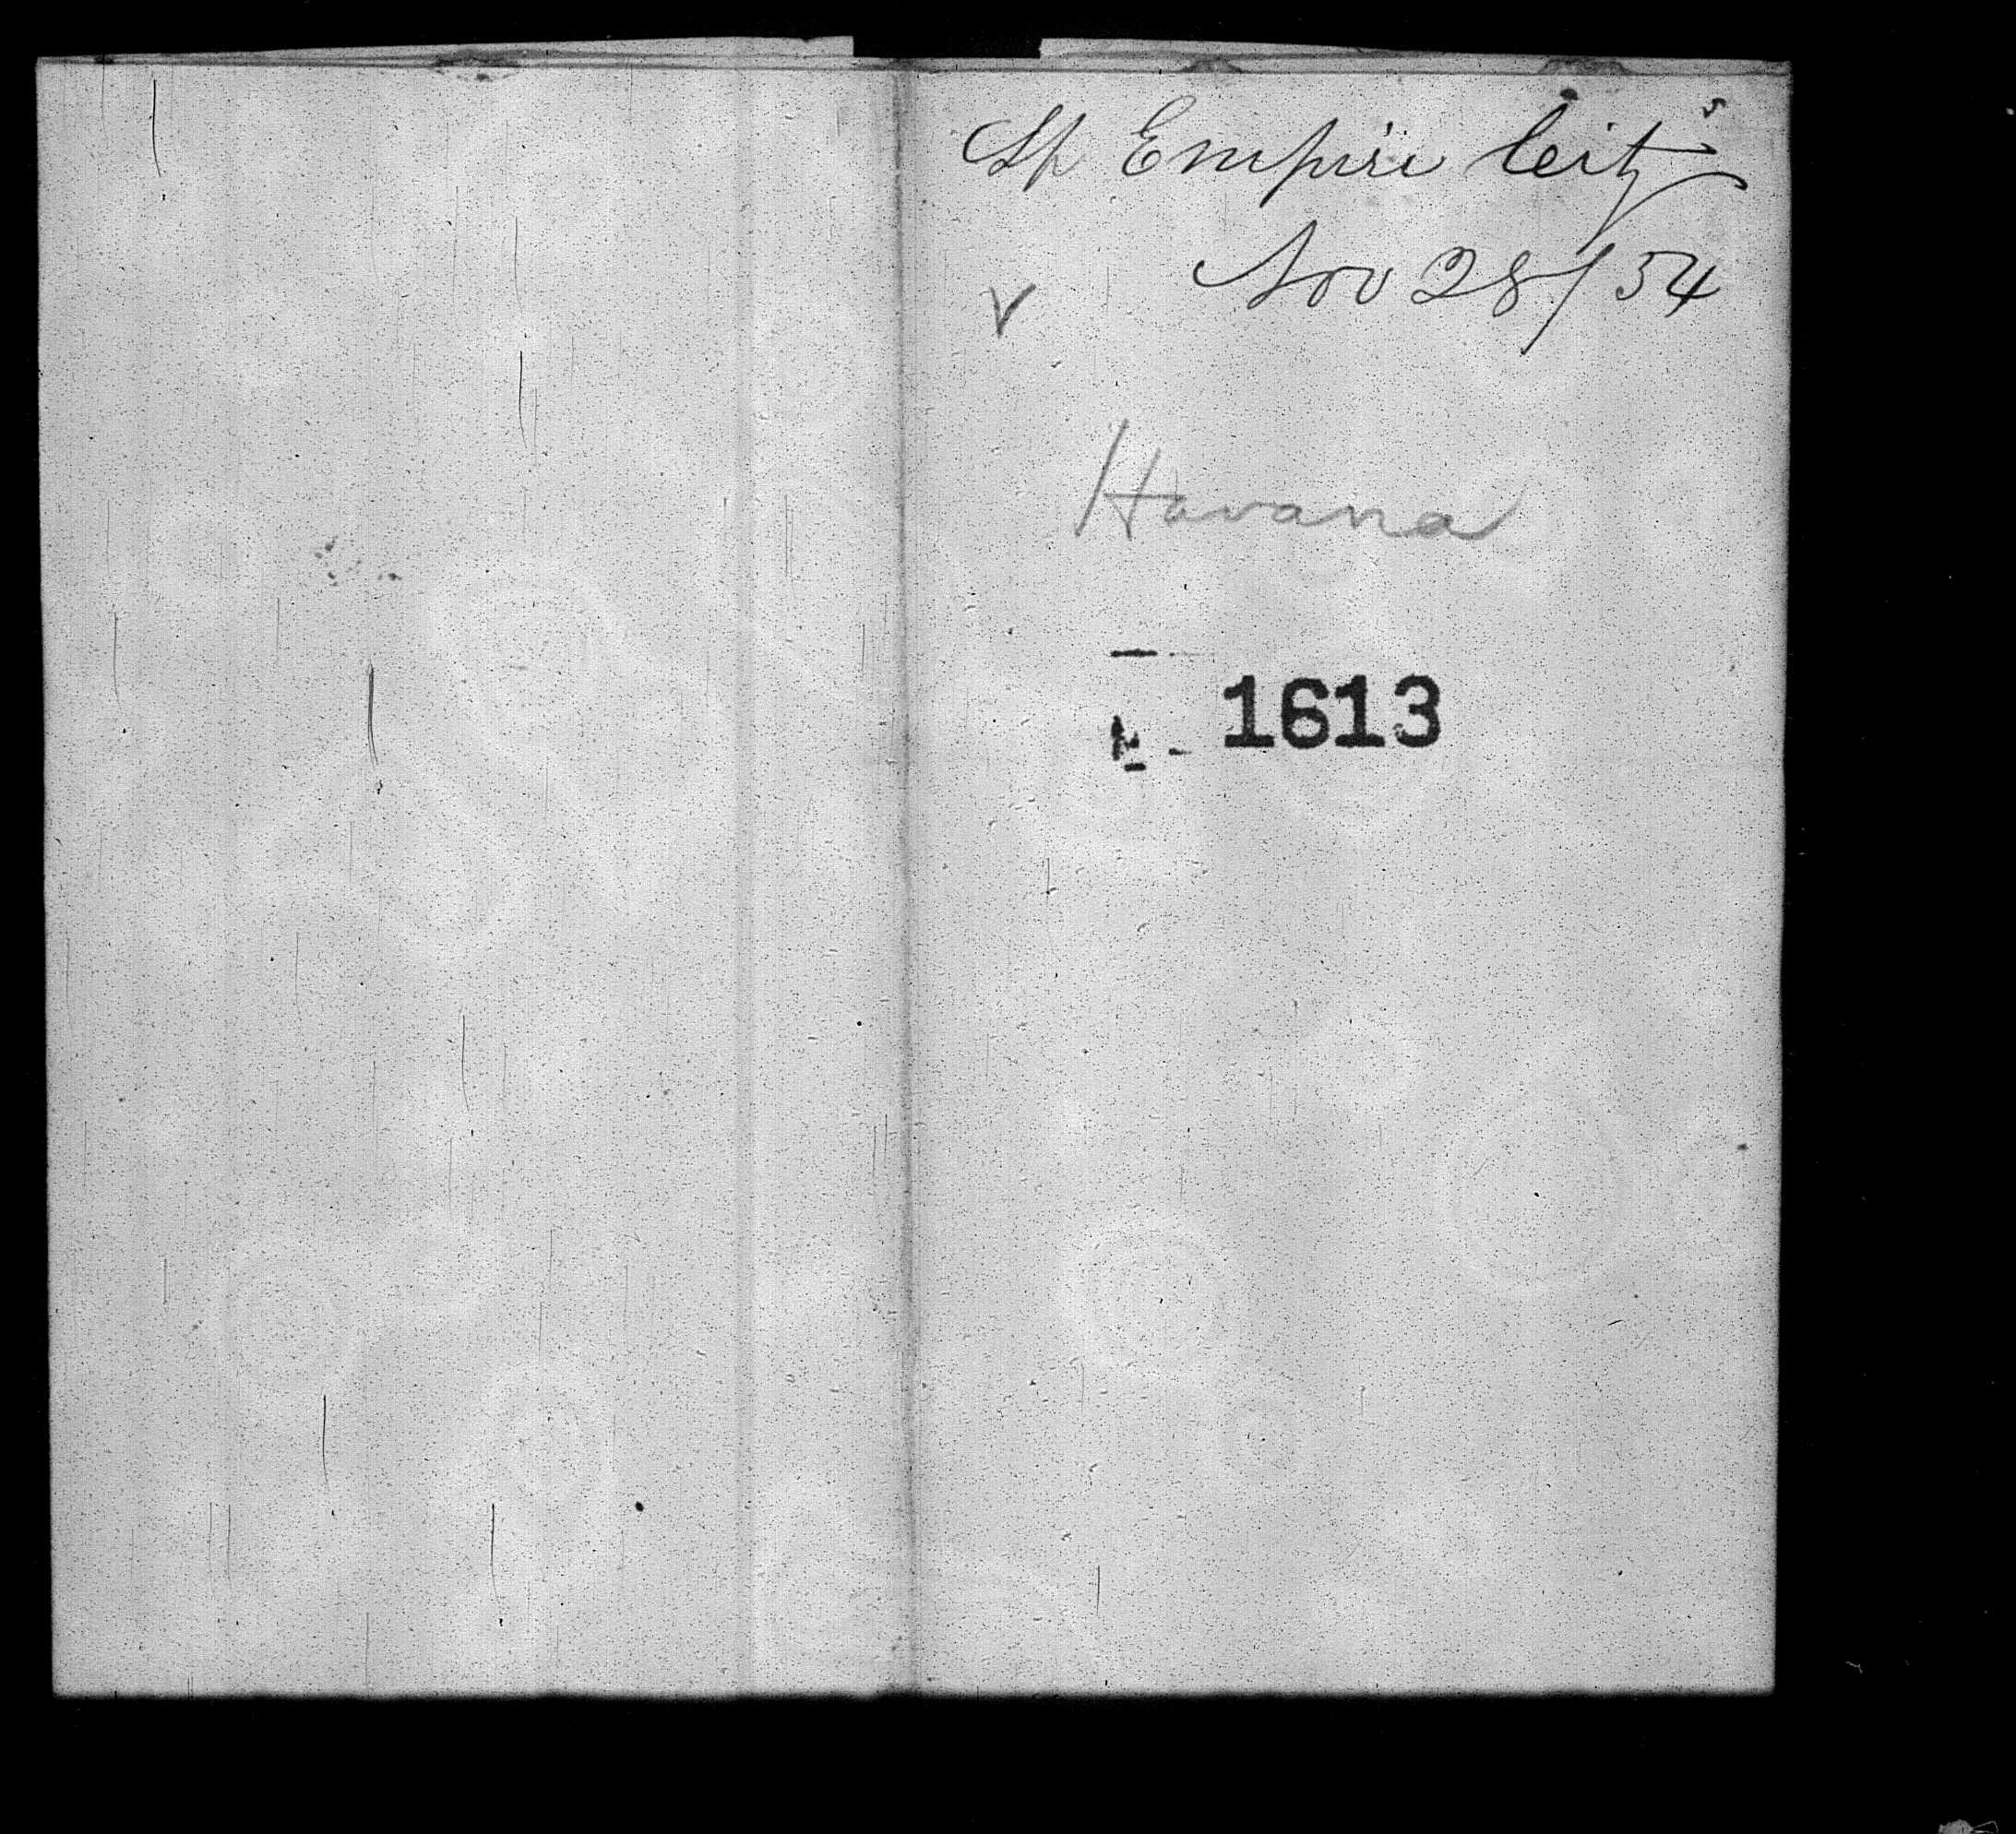 Sp Empire City
Nov 28/54
Havana
1613